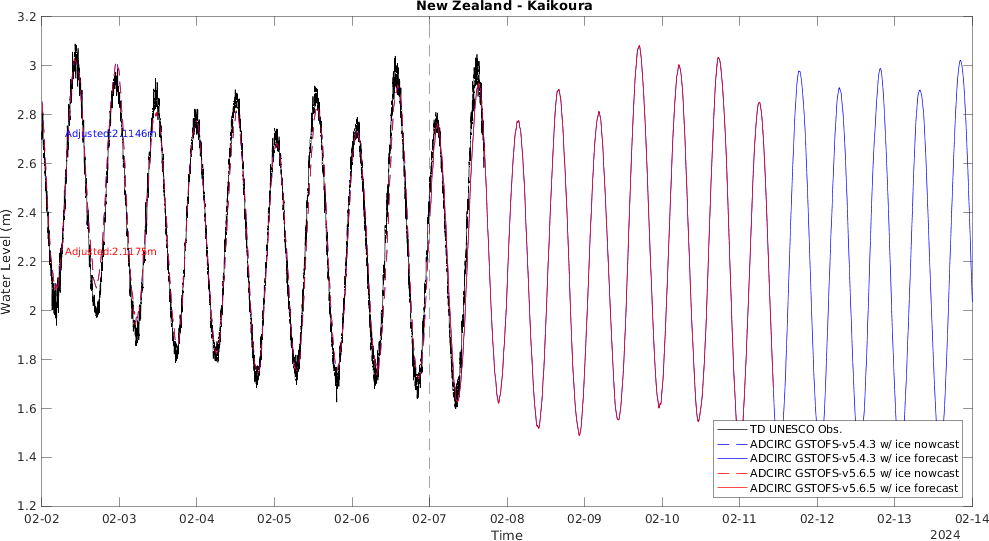 New Zealand - Kaikoura
3.2
3
2.8
2.6
2.4
2.2
2
1.8
1.6
1.4
1.2
Water Level (m)
Adjusted:2.1146m
Adjusted:2.1175m
TD UNESCO Obs.
ADCIRC GSTOFS-v5.4.3 w/ ice nowcast
ADCIRC GSTOFS-v5.4.3 w/ ice forecast
ADCIRC GSTOFS-v5.6.5 w/ ice nowcast
ADCIRC GSTOFS-v5.6.5 w/ ice forecast
02-02 02-03 02-04 02-05 02-06 02-07 02-08 02-09 02-10 02-11 02-12 02-13 02-14
Time
2024